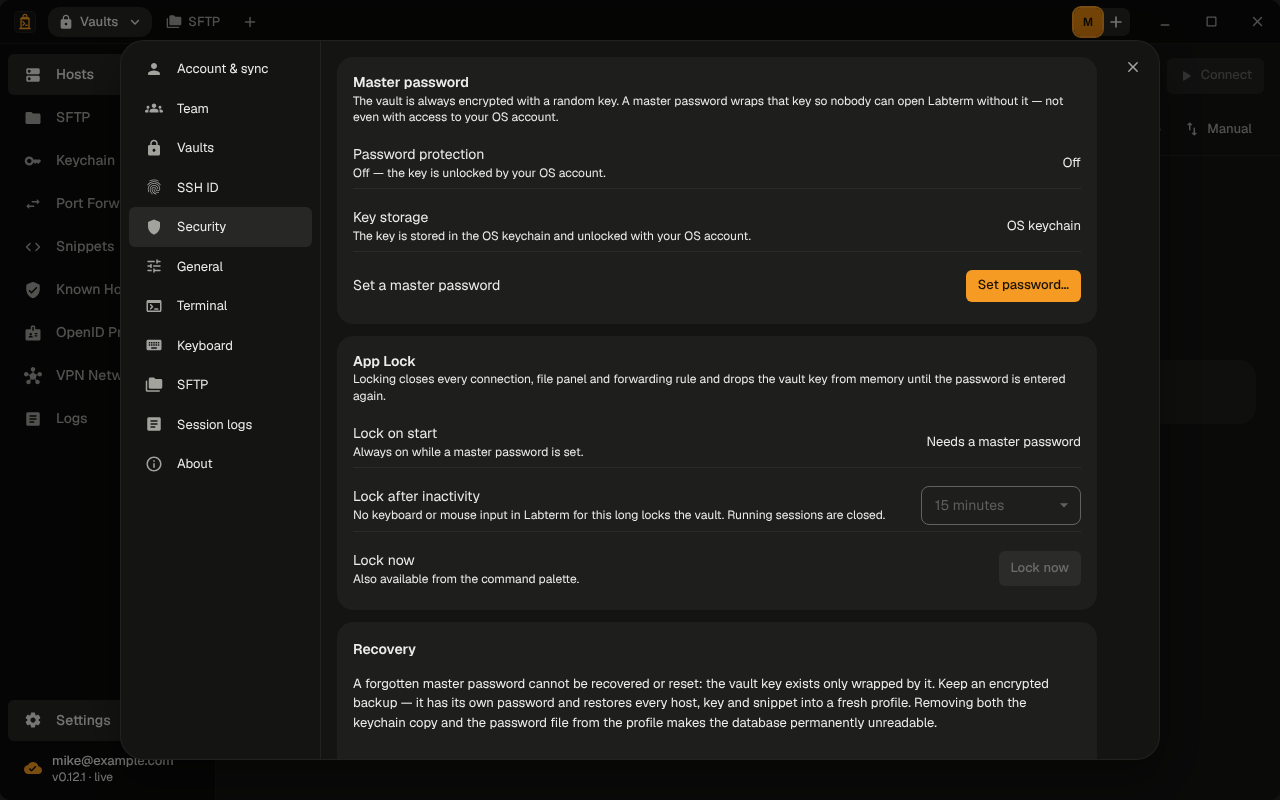 Vaults
SFTP
M
Hosts
SFTP
Keychain
Port Forw
Snippets
Known Ho
OpenID Pr
VPN Netw
Logs
Settings
mike@example.com
v0.12.1 · live
Connect
Manual
Account & sync
Team
Vaults
SSH ID
Security
General
Terminal
Keyboard
SFTP
Session logs
About
Master password
The vault is always encrypted with a random key. A master password wraps that key so nobody can open Labterm without it — not
even with access to your OS account.
Password protection
Off — the key is unlocked by your OS account.
Off
Key storage
The key is stored in the OS keychain and unlocked with your OS account.
OS keychain
Set a master password
Set password...
App Lock
Locking closes every connection, file panel and forwarding rule and drops the vault key from memory until the password is entered
again.
Lock on start
Always on while a master password is set.
Needs a master password
Lock after inactivity
No keyboard or mouse input in Labterm for this long locks the vault. Running sessions are closed.
15 minutes
Lock now
Also available from the command palette.
Lock now
Recovery
A forgotten master password cannot be recovered or reset: the vault key exists only wrapped by it. Keep an encrypted
backup — it has its own password and restores every host, key and snippet into a fresh profile. Removing both the
keychain copy and the password file from the profile makes the database permanently unreadable.